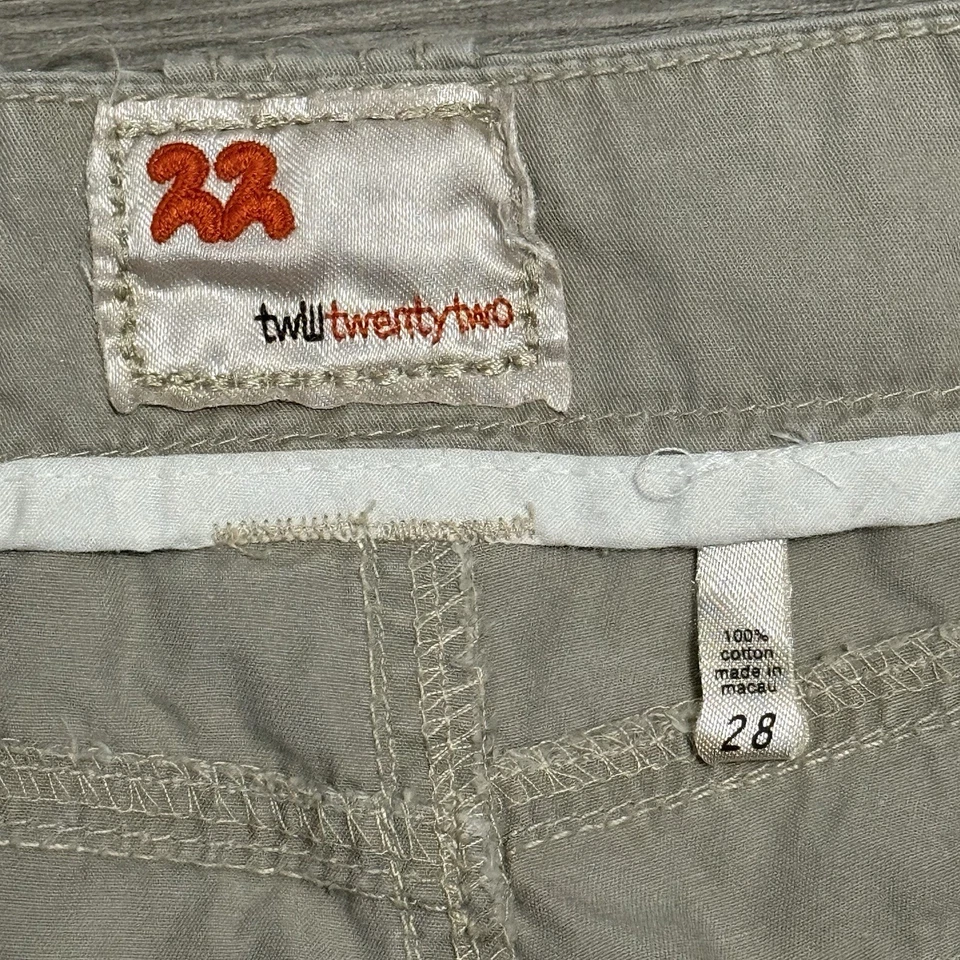 22
twilltwentytwo
100%
cotton
made in
macau
28